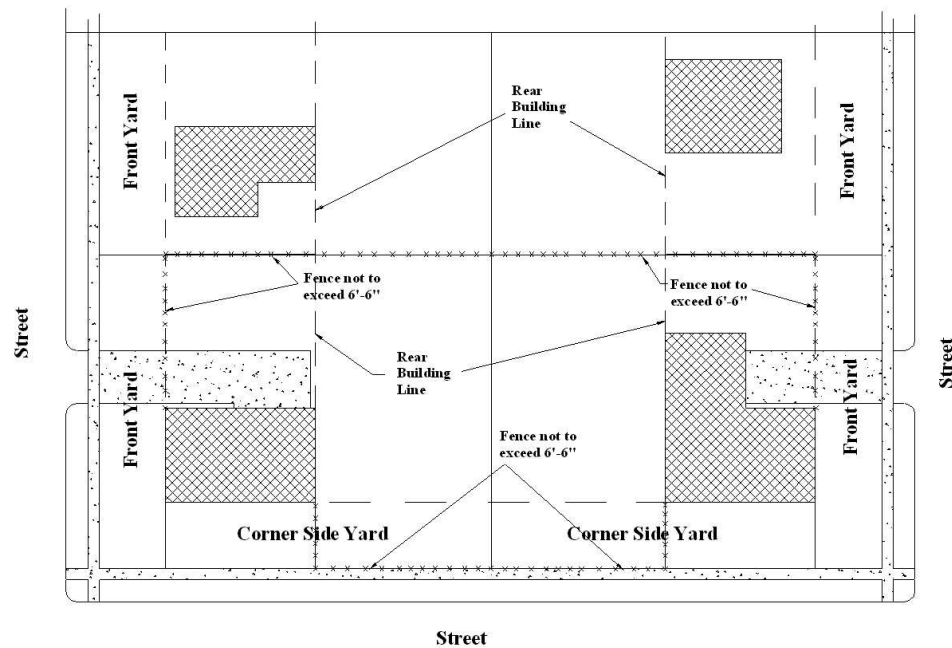 Front Yard
Rear
Building
Line
Front Yard
Fence not to
exceed 6'-6"
Fence not to
exceed 6'-6"
Street
Street
Rear
Building
Line
Front Yard
Front Yard
Fence not to
exceed 6'-6"
Corner Side Yard
Corner Side Yard
Street